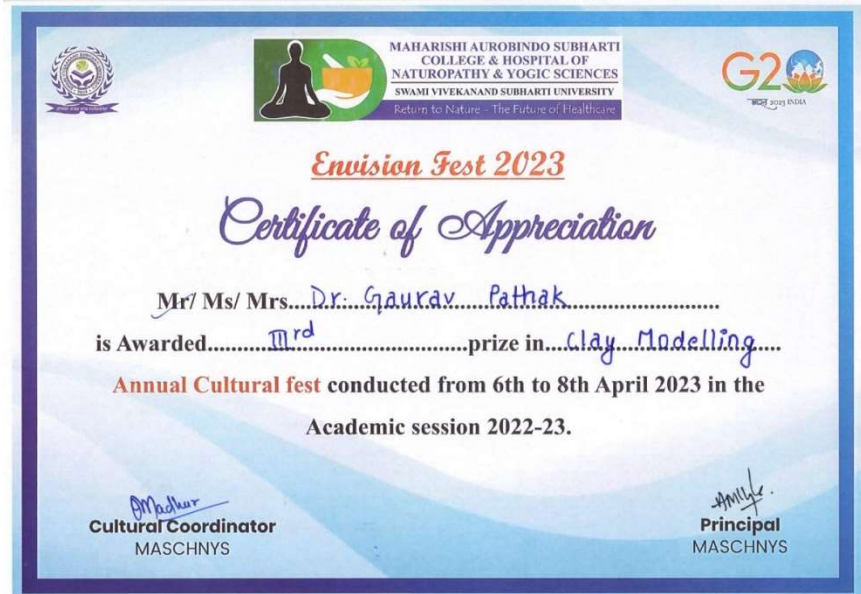 MAHARISHI AUROBINDO SUBHARTI
COLLEGE & HOSPITAL OF
NATUROPATHY & YOGIC SCIENCES
SWAMI VIVEKANAND SUBHARTI UNIVERSITY
Return to Nature - The Future of Healthcare
G20
भारत 2023 INDIA
Envision Fest 2023
Certificate of Appreciation
Mr/ Ms/ Mrs....Dr. Gaurav Pathak..........................
is Awarded..........IIIrd..........................prize in....Clay Modelling....
Annual Cultural fest conducted from 6th to 8th April 2023 in the
Academic session 2022-23.
Cultural Coordinator
MASCHNYS
Principal
MASCHNYS